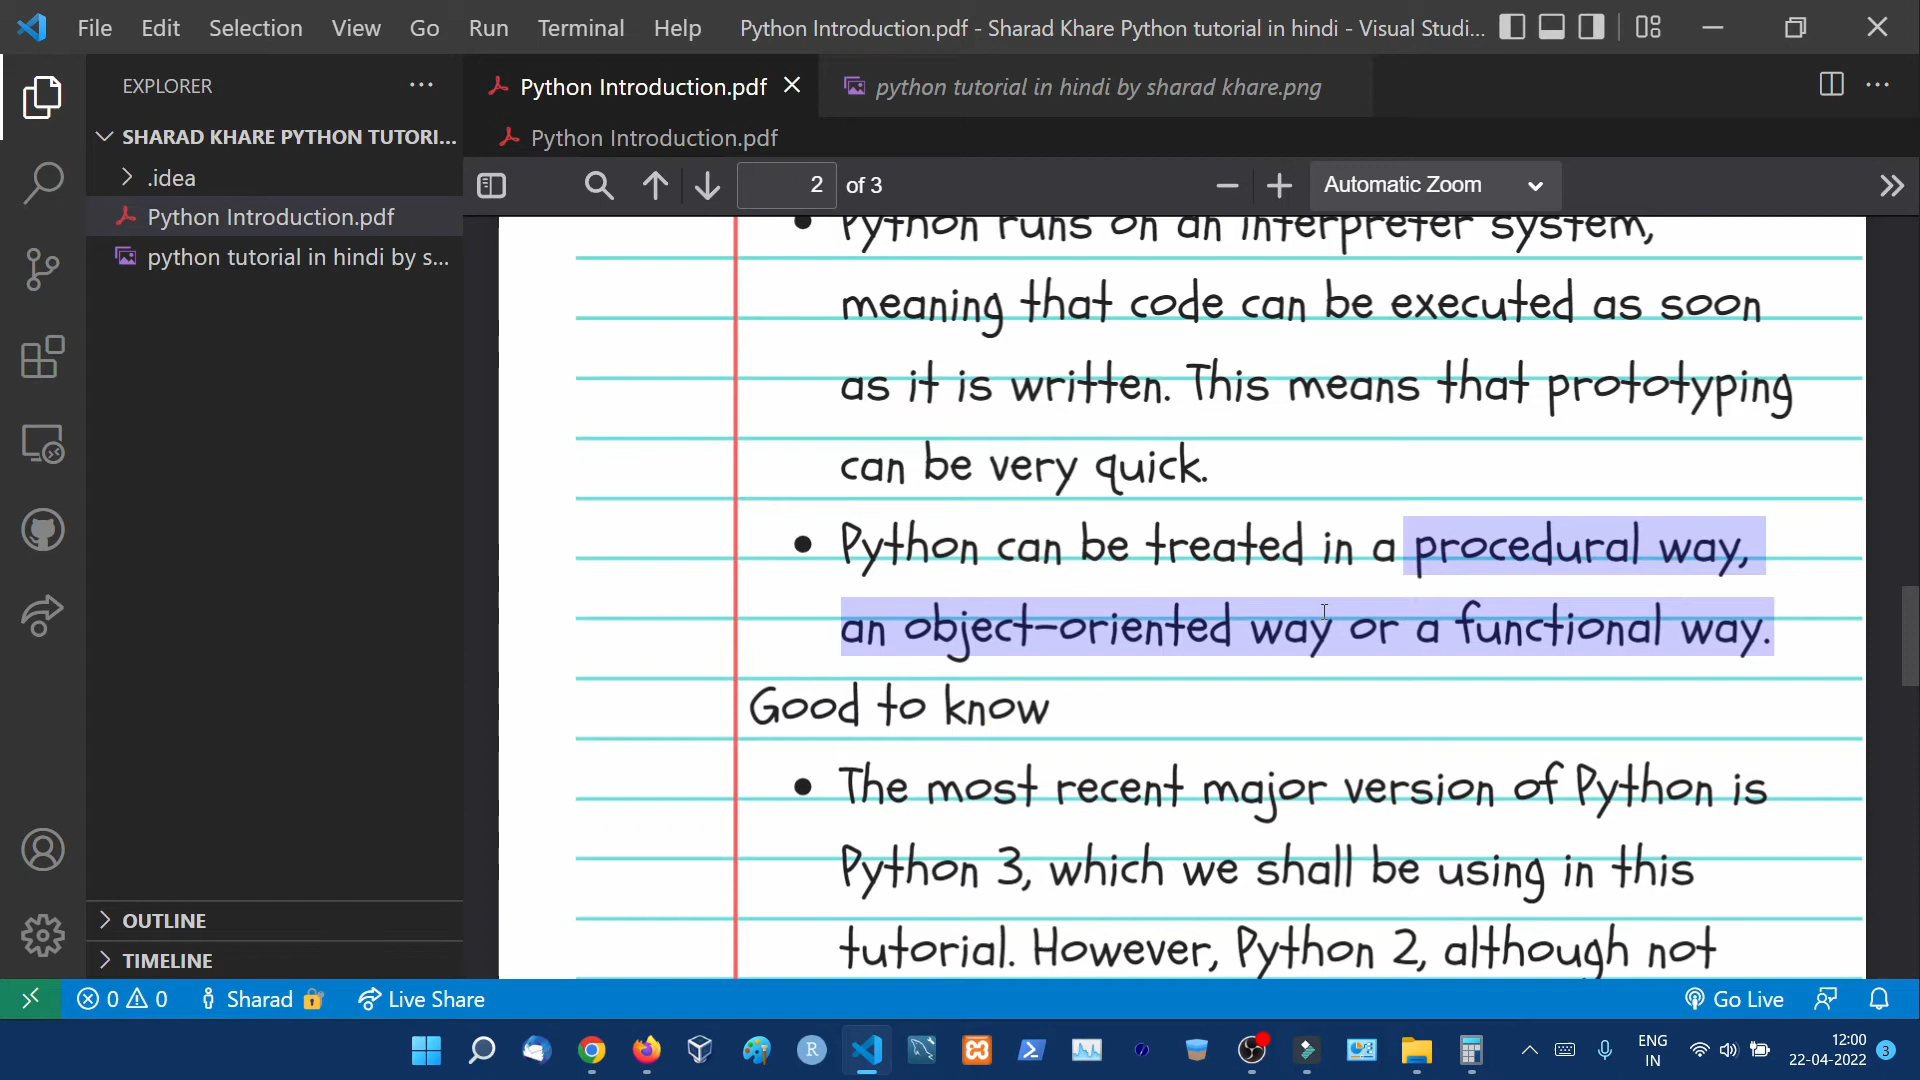 File Edit Selection View Go Run Terminal Help Python Introduction.pdf - Sharad Khare Python tutorial in hindi - Visual Studi...
EXPLORER
Python Introduction.pdf
python tutorial in hindi by sharad khare.png
SHARAD KHARE PYTHON TUTORI...
Python Introduction.pdf
.idea
2 of 3
Automatic Zoom
Python Introduction.pdf
python tutorial in hindi by s...
Python runs on an interpreter system,
meaning that code can be executed as soon
as it is written. This means that prototyping
can be very quick.
Python can be treated in a procedural way,
an object-oriented way or a functional way.
Good to know
The most recent major version of Python is
Python 3, which we shall be using in this
tutorial. However, Python 2, although not
OUTLINE
TIMELINE
0 0 Sharad Live Share Go Live
R
ENG
IN
12:00
22-04-2022
3